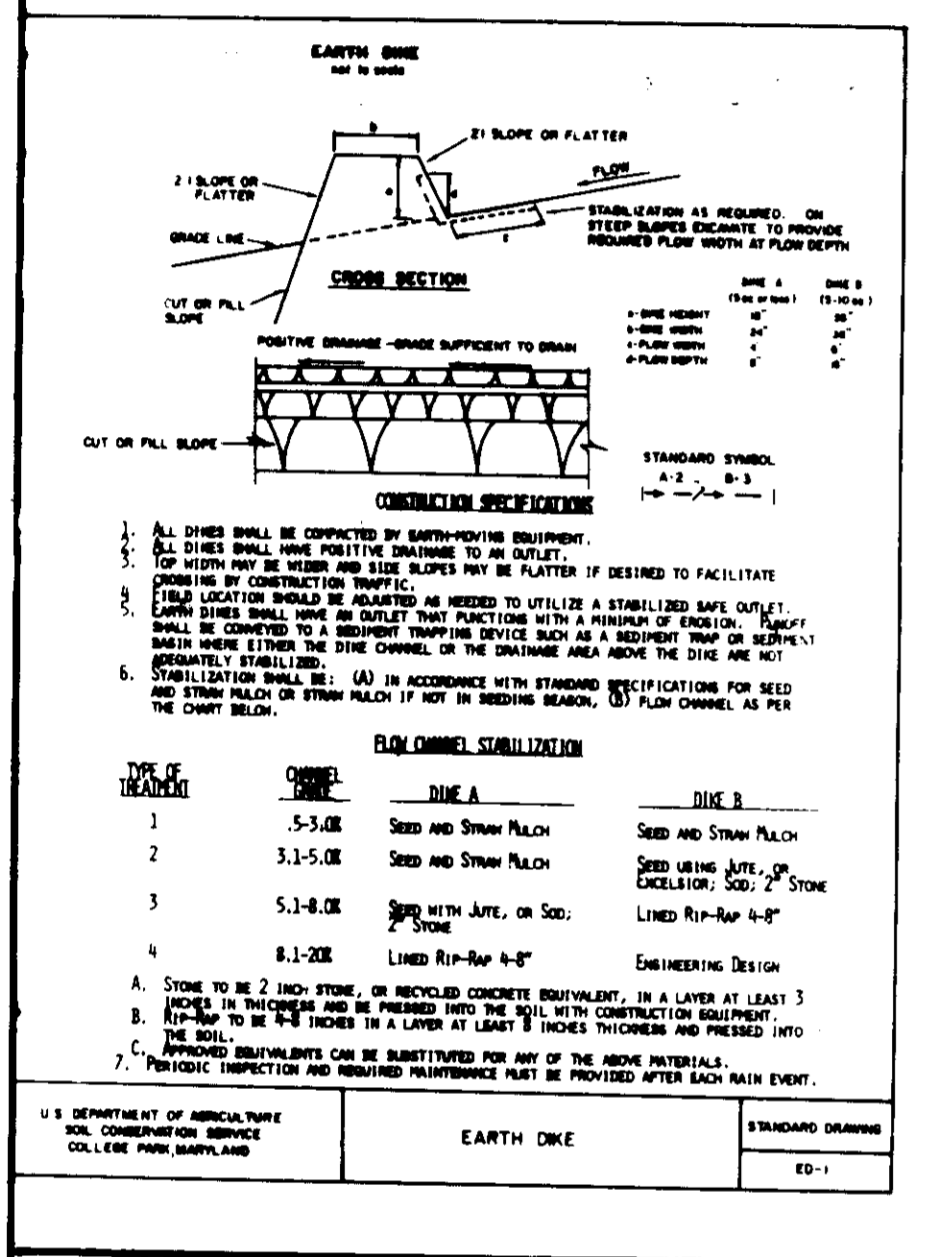 EARTH DIKE
not to scale
b
2:1 SLOPE OR FLATTER
FLOW
2:1 SLOPE OR
FLATTER
a
d
c
STABILIZATION AS REQUIRED. ON
STEEP SLOPES EXCAVATE TO PROVIDE
REQUIRED FLOW WIDTH AT FLOW DEPTH
GRADE LINE
CROSS SECTION
CUT OR FILL
SLOPE
DIKE A DIKE B
(5 ac or less) (5-10 ac)
a-DIKE HEIGHT 18"
b-DIKE WIDTH 24" 36"
c-FLOW WIDTH 4' 6'
d-FLOW DEPTH 8"
POSITIVE DRAINAGE-GRADE SUFFICIENT TO DRAIN
CUT OR FILL SLOPE
STANDARD SYMBOL
A-2 B-3
CONSTRUCTION SPECIFICATIONS
1. ALL DIKES SHALL BE COMPACTED BY EARTH-MOVING EQUIPMENT.
2. ALL DIKES SHALL HAVE POSITIVE DRAINAGE TO AN OUTLET.
3. TOP WIDTH MAY BE WIDER AND SIDE SLOPES MAY BE FLATTER IF DESIRED TO FACILITATE
CROSSING BY CONSTRUCTION TRAFFIC.
4. FIELD LOCATION SHOULD BE ADJUSTED AS NEEDED TO UTILIZE A STABILIZED SAFE OUTLET.
5. EARTH DIKES SHALL HAVE AN OUTLET THAT FUNCTIONS WITH A MINIMUM OF EROSION. RUNOFF
SHALL BE CONVEYED TO A SEDIMENT TRAPPING DEVICE SUCH AS A SEDIMENT TRAP OR SEDIMENT
BASIN WHERE EITHER THE DIKE CHANNEL OR THE DRAINAGE AREA ABOVE THE DIKE ARE NOT
ADEQUATELY STABILIZED.
6. STABILIZATION SHALL BE: (A) IN ACCORDANCE WITH STANDARD SPECIFICATIONS FOR SEED
AND STRAW MULCH OR STRAW MULCH IF NOT IN SEEDING SEASON, (B) FLOW CHANNEL AS PER
THE CHART BELOW.
FLOW CHANNEL STABILIZATION
TYPE OF TREATMENT CHANNEL GRADE DIKE A DIKE B
1 .5-3.0% SEED AND STRAW MULCH SEED AND STRAW MULCH
2 3.1-5.0% SEED AND STRAW MULCH SEED USING JUTE, OR
EXCELSIOR; SOD; 2" STONE
3 5.1-8.0% SEED WITH JUTE, OR SOD; LINED RIP-RAP 4-8"
2" STONE
4 8.1-20% LINED RIP-RAP 4-8" ENGINEERING DESIGN
A. STONE TO BE 2 INCH STONE, OR RECYCLED CONCRETE EQUIVALENT, IN A LAYER AT LEAST 3
INCHES IN THICKNESS AND BE PRESSED INTO THE SOIL WITH CONSTRUCTION EQUIPMENT.
B. RIP-RAP TO BE 4-8 INCHES IN A LAYER AT LEAST 8 INCHES THICKNESS AND PRESSED INTO
THE SOIL.
C. APPROVED EQUIVALENTS CAN BE SUBSTITUTED FOR ANY OF THE ABOVE MATERIALS.
7. PERIODIC INSPECTION AND REQUIRED MAINTENANCE MUST BE PROVIDED AFTER EACH RAIN EVENT.
U S DEPARTMENT OF AGRICULTURE
SOIL CONSERVATION SERVICE
COLLEGE PARK, MARYLAND
EARTH DIKE
STANDARD DRAWING
ED-1